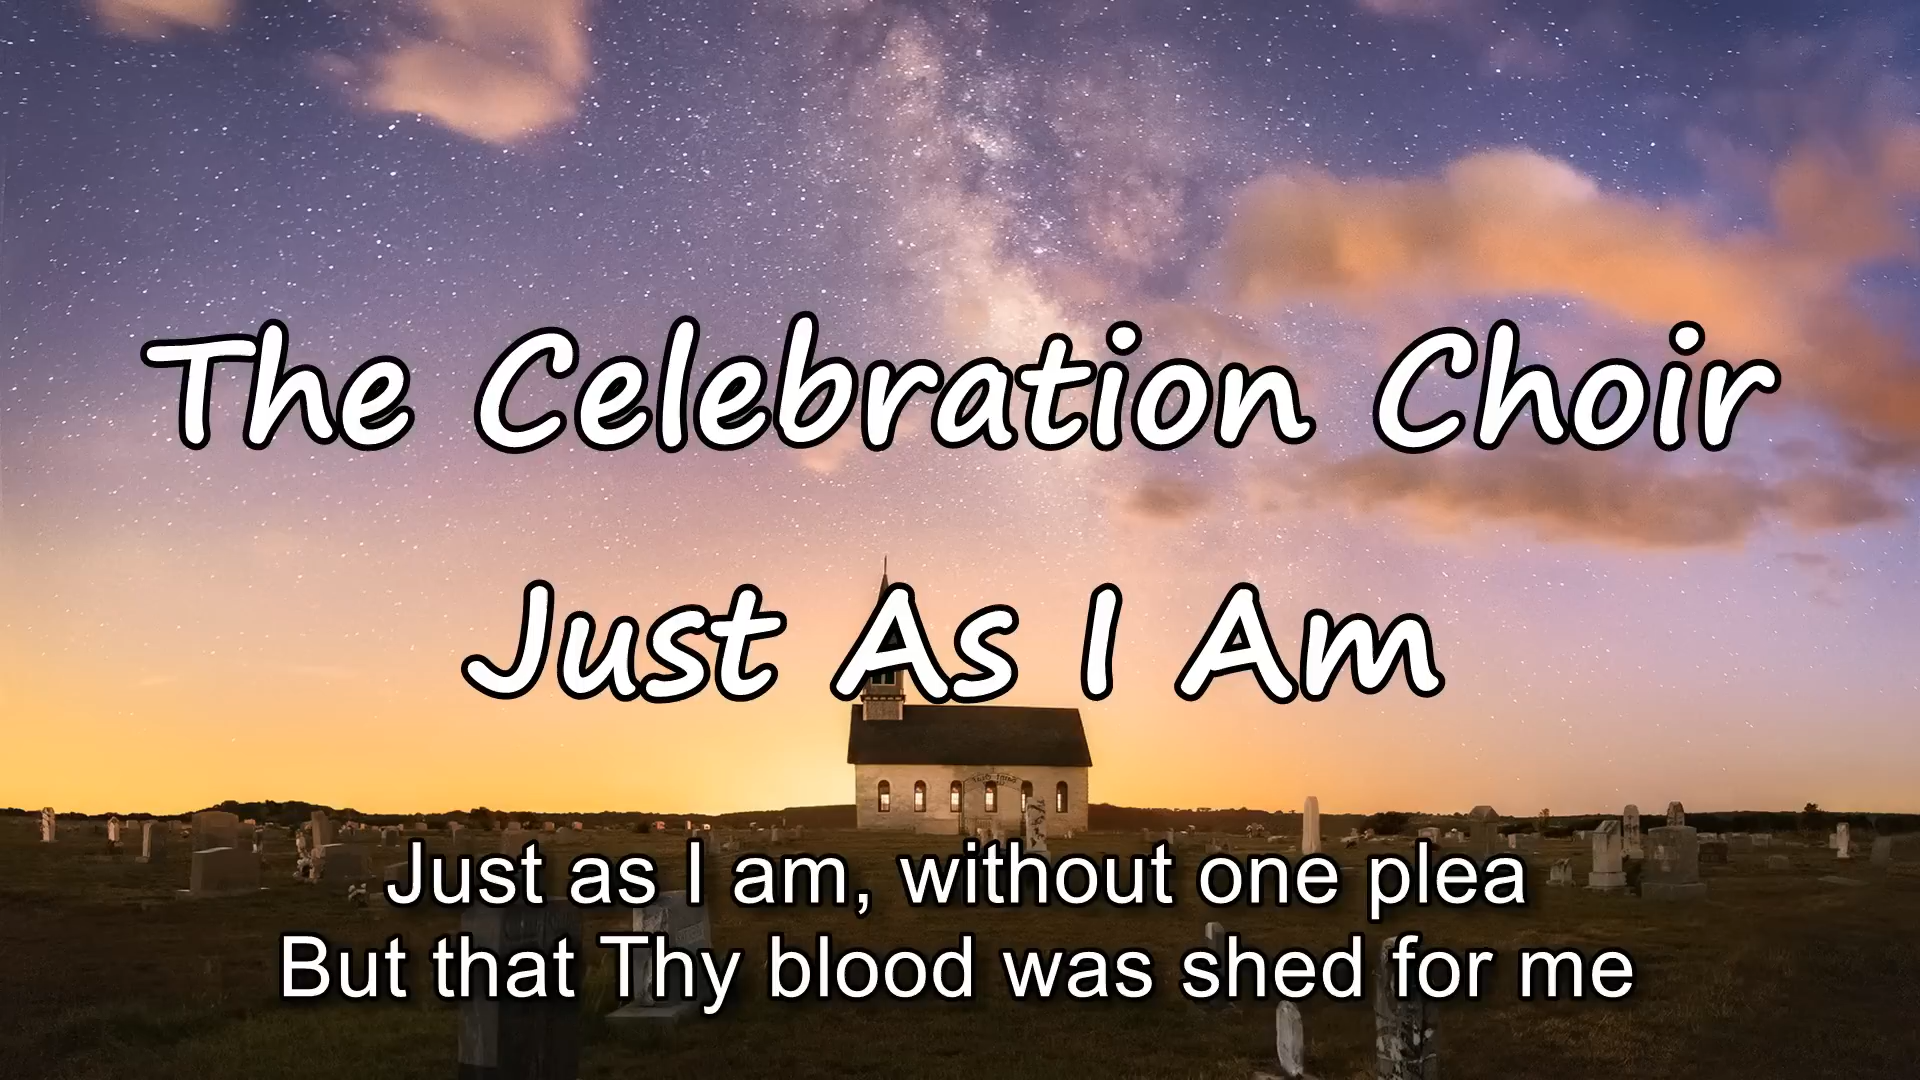 The Celebration Choir
Just As I Am
Just as I am, without one plea
But that Thy blood was shed for me